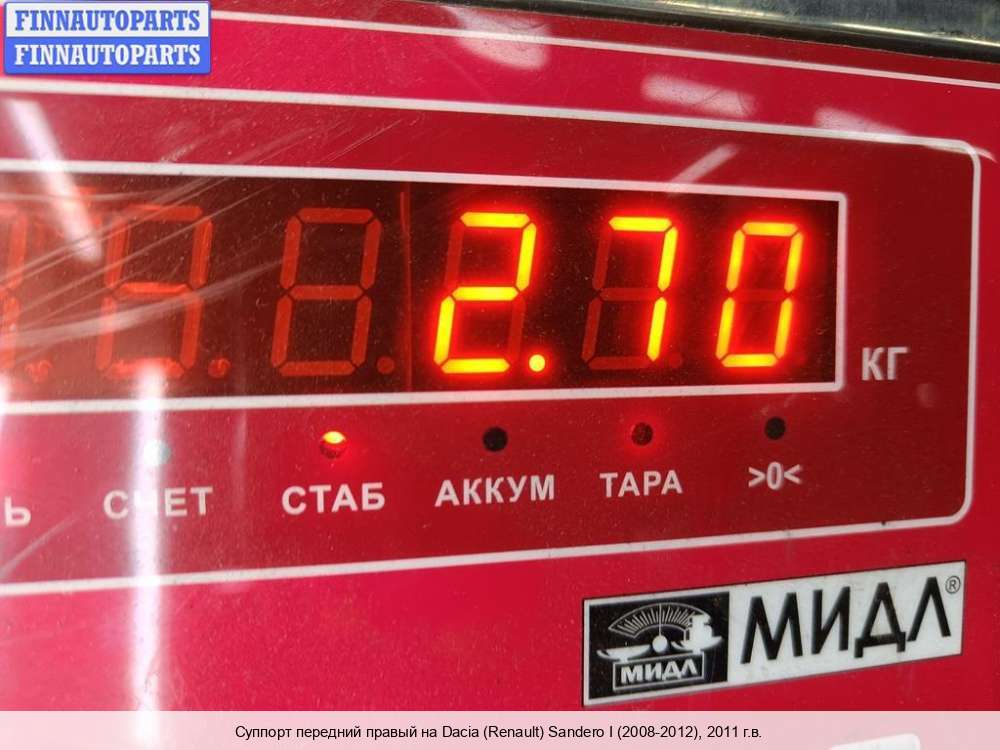 FINNAUTOPARTS
FINNAUTOPARTS
2.70
КГ
Ь СЧЕТ СТАБ АККУМ ТАРА >0<
МИДЛ МИДЛ®
Суппорт передний правый на Dacia (Renault) Sandero I (2008-2012), 2011 г.в.